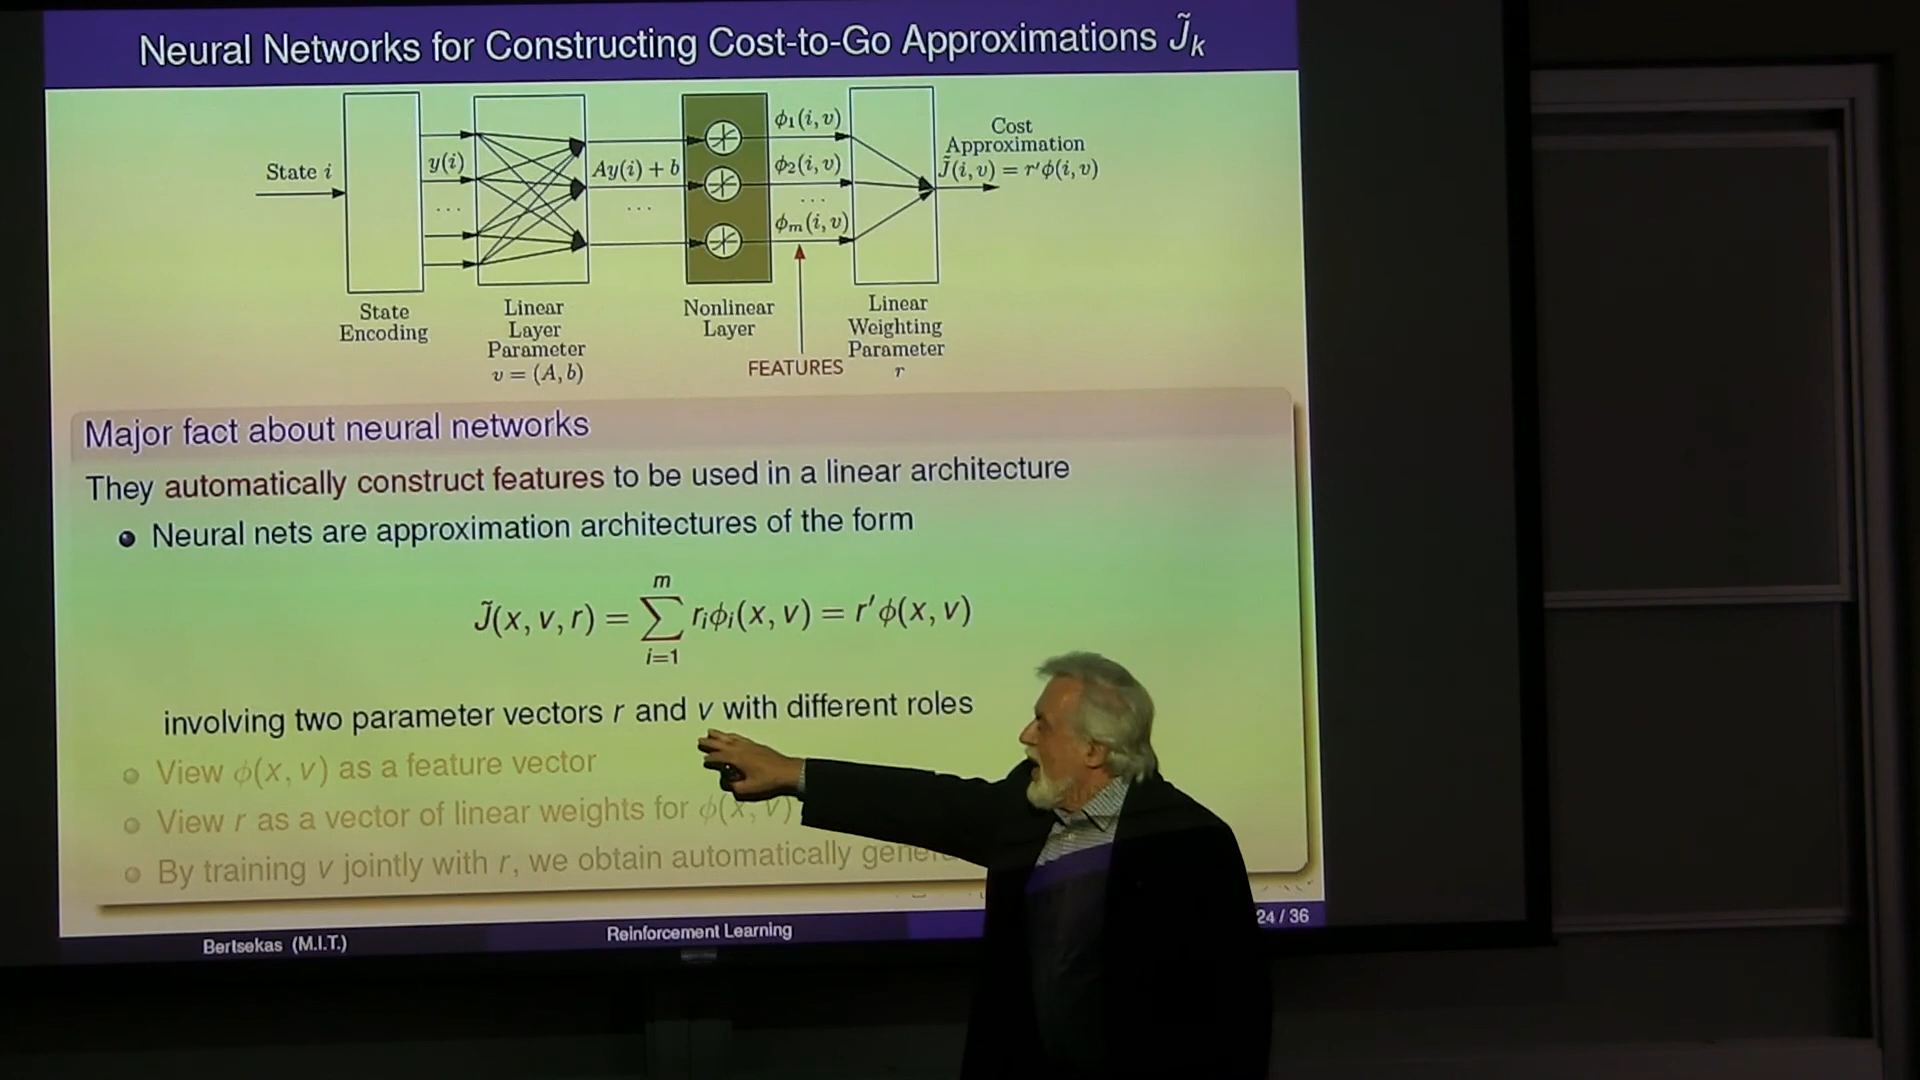 Neural Networks for Constructing Cost-to-Go Approximations J̃ₖ
State i
y(i)
. . .
Ay(i) + b
. . .
ϕ₁(i, v)
ϕ₂(i, v)
. . .
ϕₘ(i, v)
Cost
Approximation
J̃(i, v) = r′ϕ(i, v)
State
Encoding
Linear
Layer
Parameter
v = (A, b)
Nonlinear
Layer
FEATURES
Linear
Weighting
Parameter
r
Major fact about neural networks
They automatically construct features to be used in a linear architecture
Neural nets are approximation architectures of the form
J̃(x, v, r) = ∑ᵢ₌₁ᵐ rᵢϕᵢ(x, v) = r′ϕ(x, v)
involving two parameter vectors r and v with different roles
View ϕ(x, v) as a feature vector
View r as a vector of linear weights for ϕ(x, v)
By training v jointly with r, we obtain automatically
Bertsekas (M.I.T.)
Reinforcement Learning
24 / 36